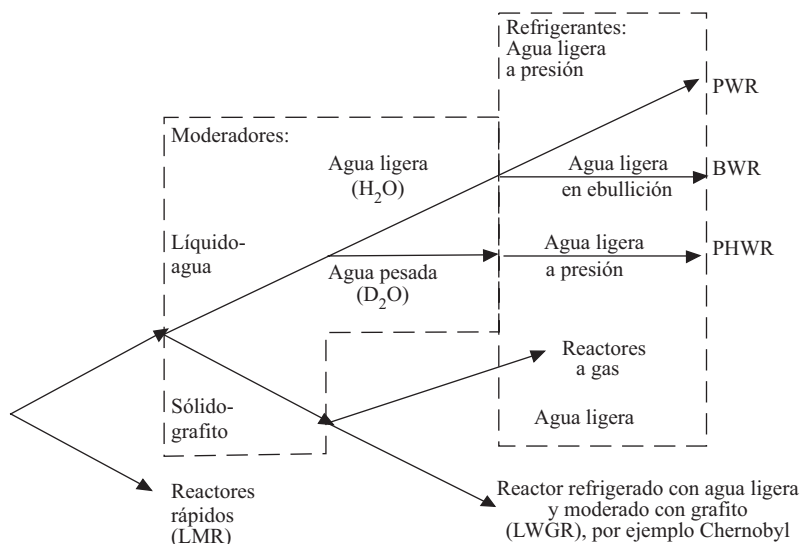 Refrigerantes:
Agua ligera
a presión
PWR
Moderadores:
Agua ligera
(H2O)
Agua ligera
en ebullición
BWR
Líquido-
agua
Agua pesada
(D2O)
Agua ligera
a presión
PHWR
Reactores
a gas
Sólido-
grafito
Agua ligera
Reactores
rápidos
(LMR)
Reactor refrigerado con agua ligera
y moderado con grafito
(LWGR), por ejemplo Chernobyl